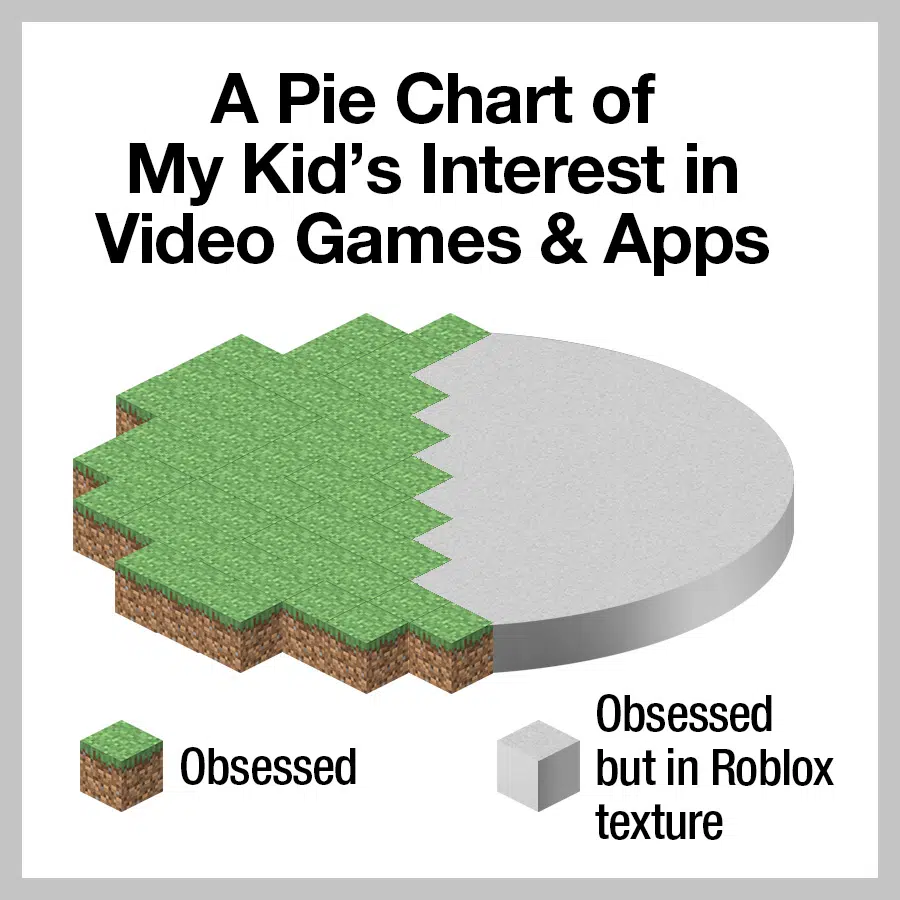 A Pie Chart of
My Kid’s Interest in
Video Games & Apps
Obsessed
Obsessed
but in Roblox
texture